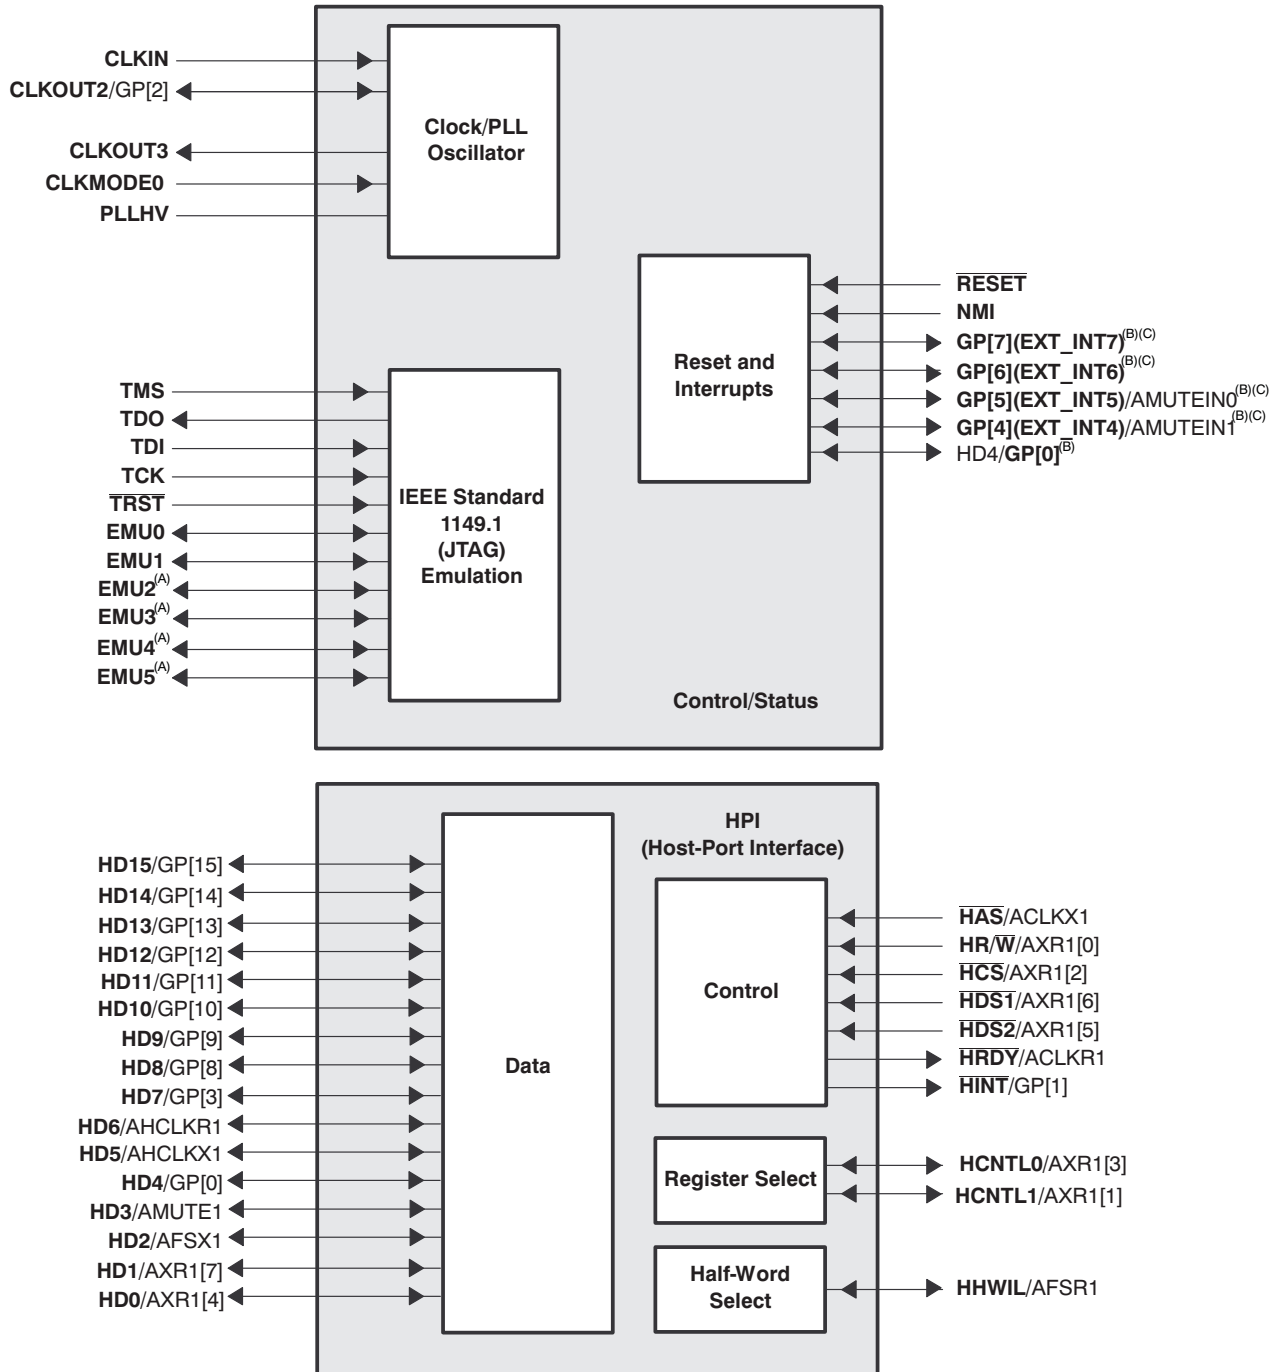 CLKIN
CLKOUT2/GP[2]
CLKOUT3
CLKMODE0
PLLHV
Clock/PLL
Oscillator
TMS
TDO
TDI
TCK
TRST
EMU0
EMU1
EMU2(A)
EMU3(A)
EMU4(A)
EMU5(A)
IEEE Standard
1149.1
(JTAG)
Emulation
Reset and
Interrupts
RESET
NMI
GP[7](EXT_INT7)(B)(C)
GP[6](EXT_INT6)(B)(C)
GP[5](EXT_INT5)/AMUTEIN0(B)(C)
GP[4](EXT_INT4)/AMUTEIN1(B)(C)
HD4/GP[0](B)
Control/Status
HD15/GP[15]
HD14/GP[14]
HD13/GP[13]
HD12/GP[12]
HD11/GP[11]
HD10/GP[10]
HD9/GP[9]
HD8/GP[8]
HD7/GP[3]
HD6/AHCLKR1
HD5/AHCLKX1
HD4/GP[0]
HD3/AMUTE1
HD2/AFSX1
HD1/AXR1[7]
HD0/AXR1[4]
Data
HPI
(Host-Port Interface)
Control
HAS/ACLKX1
HR/W/AXR1[0]
HCS/AXR1[2]
HDS1/AXR1[6]
HDS2/AXR1[5]
HRDY/ACLKR1
HINT/GP[1]
Register Select
HCNTL0/AXR1[3]
HCNTL1/AXR1[1]
Half-Word
Select
HHWIL/AFSR1